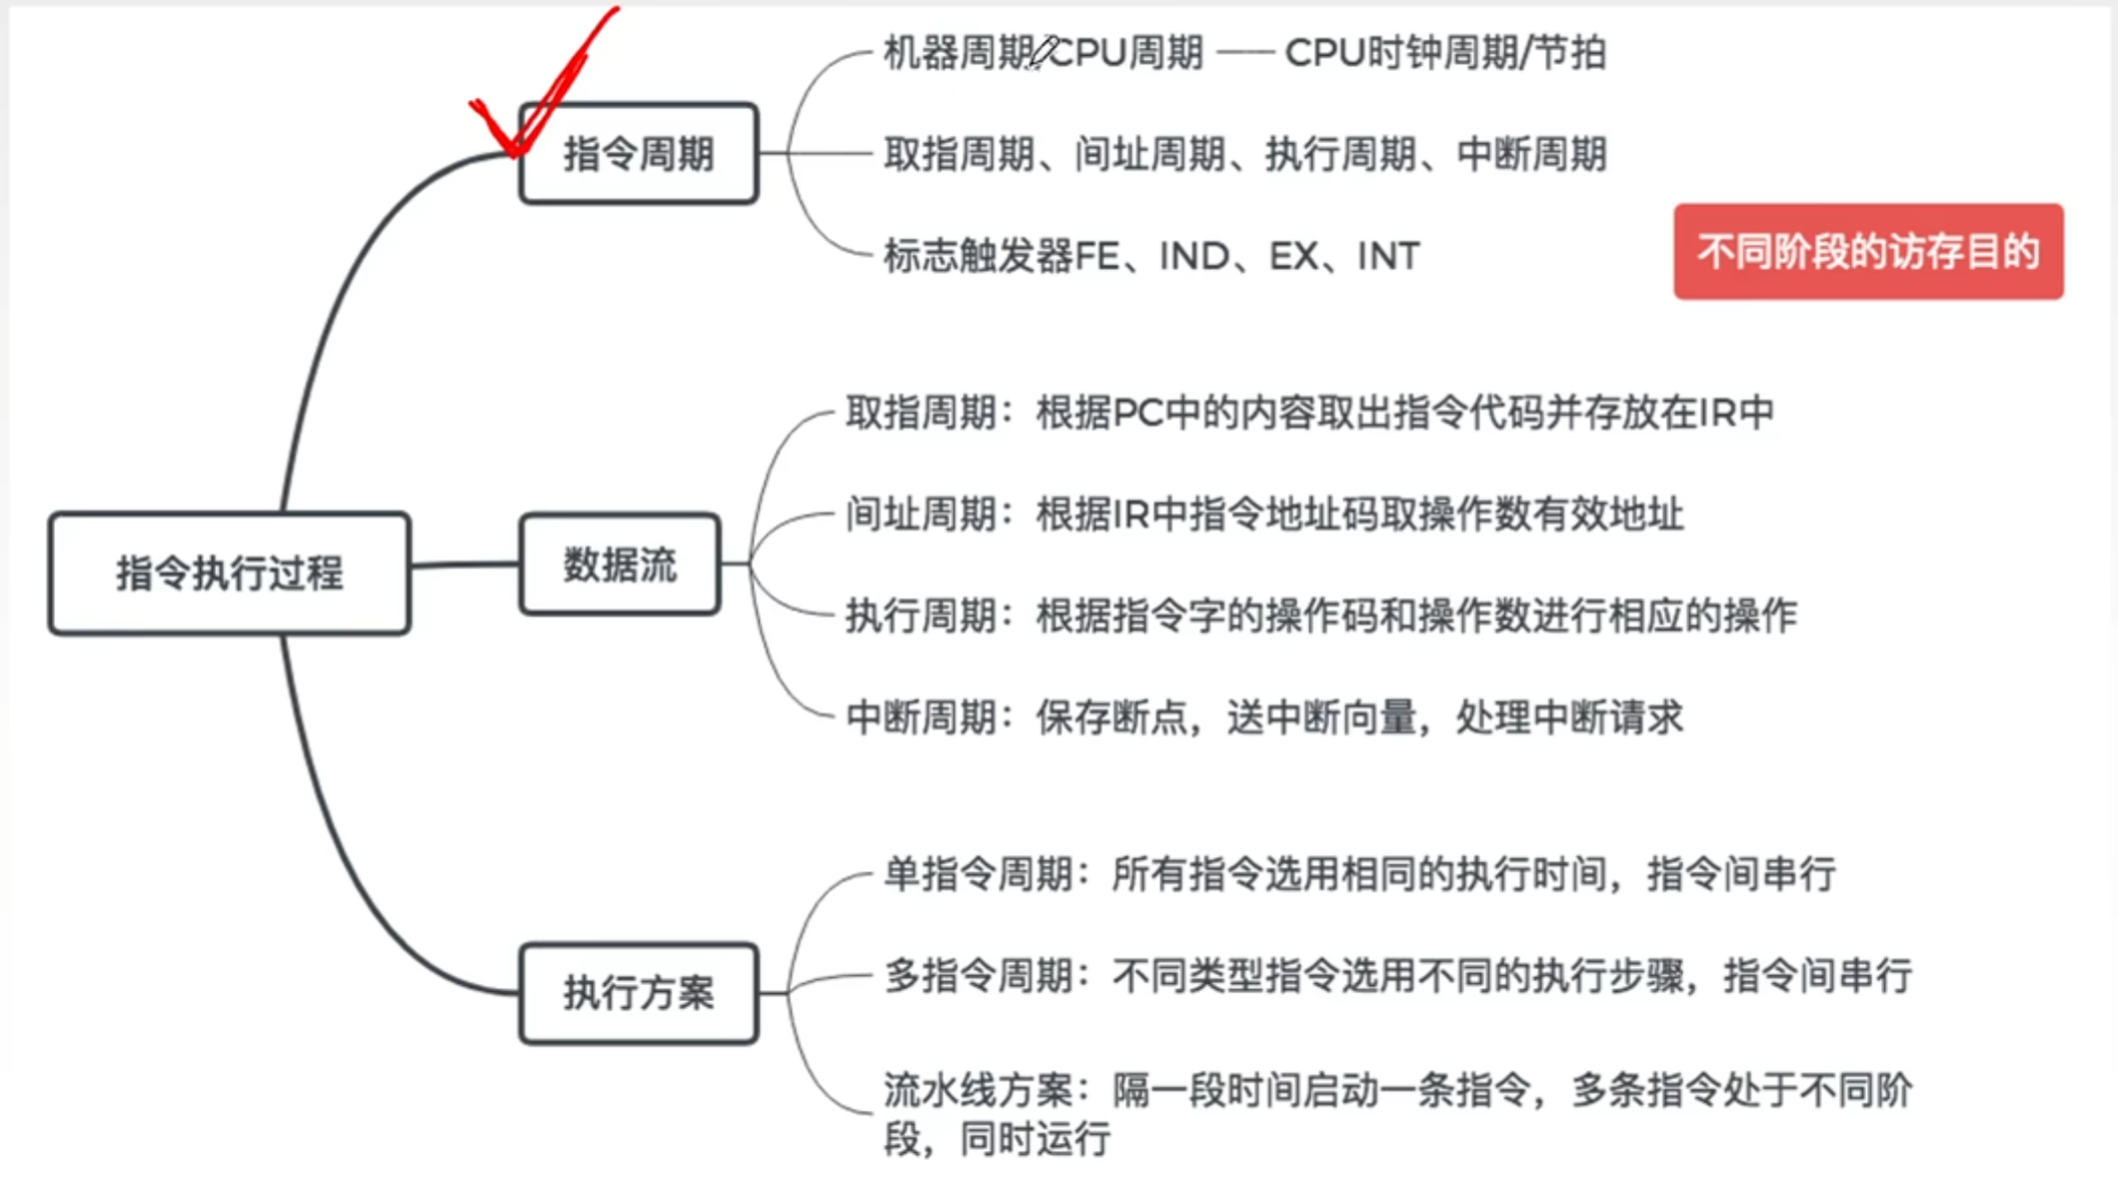 机器周期/CPU周期 —— CPU时钟周期/节拍
指令周期
取指周期、间址周期、执行周期、中断周期
标志触发器FE、IND、EX、INT
不同阶段的访存目的
取指周期：根据PC中的内容取出指令代码并存放在IR中
间址周期：根据IR中指令地址码取操作数有效地址
指令执行过程
数据流
执行周期：根据指令字的操作码和操作数进行相应的操作
中断周期：保存断点，送中断向量，处理中断请求
单指令周期：所有指令选用相同的执行时间，指令间串行
执行方案
多指令周期：不同类型指令选用不同的执行步骤，指令间串行
流水线方案：隔一段时间启动一条指令，多条指令处于不同阶
段，同时运行